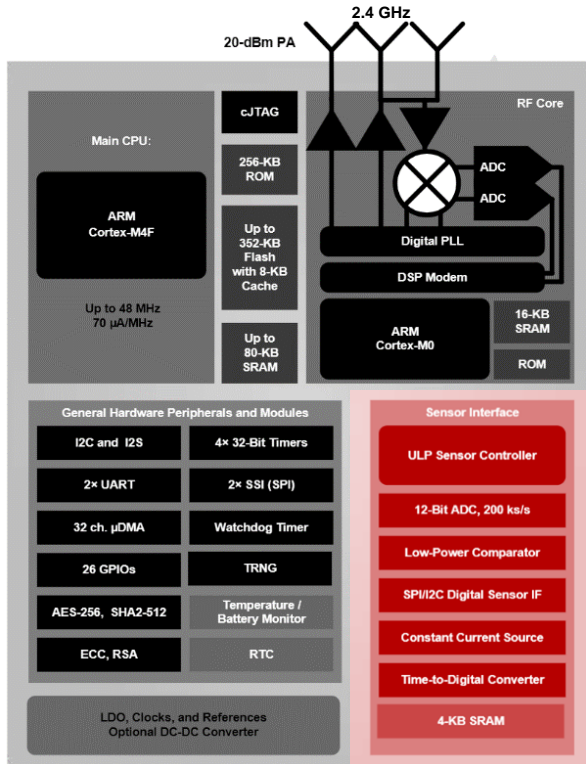 2.4 GHz
20-dBm PA
Main CPU:
ARM
Cortex-M4F
Up to 48 MHz
70 µA/MHz
cJTAG
256-KB
ROM
Up to
352-KB
Flash
with 8-KB
Cache
Up to
80-KB
SRAM
RF Core
ADC
ADC
Digital PLL
DSP Modem
ARM
Cortex-M0
16-KB
SRAM
ROM
General Hardware Peripherals and Modules
I2C and I2S
4× 32-Bit Timers
2× UART
2× SSI (SPI)
32 ch. µDMA
Watchdog Timer
26 GPIOs
TRNG
AES-256, SHA2-512
Temperature /
Battery Monitor
ECC, RSA
RTC
LDO, Clocks, and References
Optional DC-DC Converter
Sensor Interface
ULP Sensor Controller
12-Bit ADC, 200 ks/s
Low-Power Comparator
SPI/I2C Digital Sensor IF
Constant Current Source
Time-to-Digital Converter
4-KB SRAM